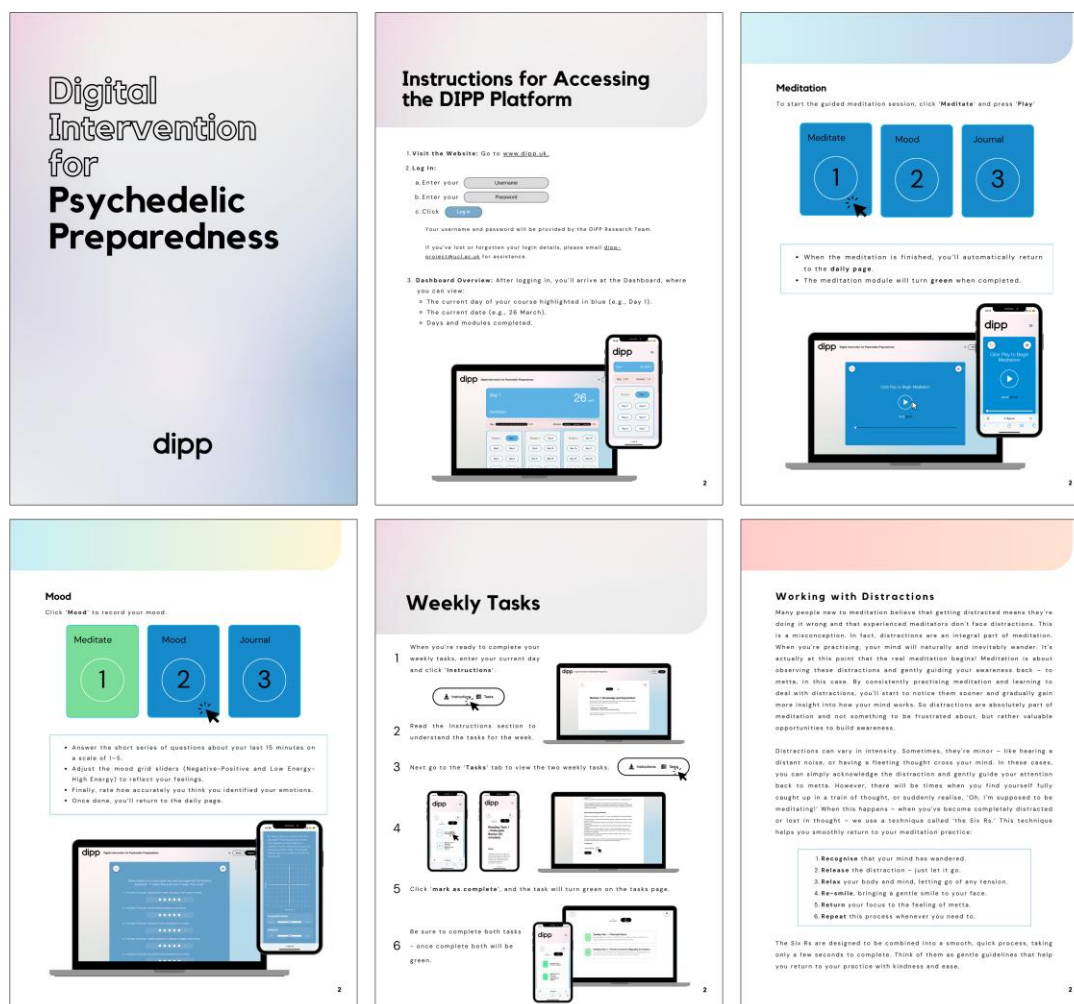 Digital
Intervention
for
Psychedelic
Preparedness
dipp
Instructions for Accessing
the DIPP Platform
1. Visit the Website: Go to www.dipp.uk.
2. Log In:
a. Enter your Username
b. Enter your Password
c. Click Log in
Your username and password will be provided by the DIPP Research Team.
If you've lost or forgotten your login details, please email dipp-
project@ucl.ac.uk for assistance.
3. Dashboard Overview: After logging in, you'll arrive at the Dashboard, where
you can view:
The current day of your course highlighted in blue (e.g., Day 1).
The current date (e.g., 26 March).
Days and modules completed.
dipp
Day 1
26
dipp
2
Meditation
To start the guided meditation session, click 'Meditate' and press 'Play'
Meditate Mood Journal
1 2 3
When the meditation is finished, you'll automatically return
to the daily page.
The meditation module will turn green when completed.
dipp Digital Intervention for Psychedelic Preparedness
Click Play to Begin Meditation
dipp
Click Play to Begin
Meditation
2
Mood
Click 'Mood' to record your mood.
Meditate Mood Journal
1 2 3
Answer the short series of questions about your last 15 minutes on
a scale of 1-5.
Adjust the mood grid sliders (Negative-Positive and Low Energy-
High Energy) to reflect your feelings.
Finally, rate how accurately you think you identified your emotions.
Once done, you'll return to the daily page.
dipp
2
Weekly Tasks
1 When you're ready to complete your
weekly tasks, enter your current day
and click 'Instructions'.
Instructions Tasks
dipp
2 Read the Instructions section to
understand the tasks for the week.
3 Next go to the 'Tasks' tab to view the two weekly tasks.
Instructions Tasks
4
dipp
dipp
5 Click 'mark as complete', and the task will turn green on the tasks page.
6 Be sure to complete both tasks
– once complete both will be
green.
dipp
2
Working with Distractions
Many people new to meditation believe that getting distracted means they're
doing it wrong and that experienced meditators don't face distractions. This
is a misconception. In fact, distractions are an integral part of meditation.
When you're practising, your mind will naturally and inevitably wander. It's
actually at this point that the real meditation begins! Meditation is about
observing these distractions and gently guiding your awareness back – to
metta, in this case. By consistently practising meditation and learning to
deal with distractions, you'll start to notice them sooner and gradually gain
more insight into how your mind works. So distractions are absolutely part of
meditation and not something to be frustrated about, but rather valuable
opportunities to build awareness.
Distractions can vary in intensity. Sometimes, they're minor – like hearing a
distant noise, or having a fleeting thought cross your mind. In these cases,
you can simply acknowledge the distraction and gently guide your attention
back to metta. However, there will be times when you find yourself fully
caught up in a train of thought, or suddenly realise, 'Oh, I'm supposed to be
meditating!' When this happens – when you've become completely distracted
or lost in thought – we use a technique called 'the Six Rs.' This technique
helps you smoothly return to your meditation practice:
1. Recognise that your mind has wandered.
2. Release the distraction – just let it go.
3. Relax your body and mind, letting go of any tension.
4. Re-smile, bringing a gentle smile to your face.
5. Return your focus to the feeling of metta.
6. Repeat this process whenever you need to.
The Six Rs are designed to be combined into a smooth, quick process, taking
only a few seconds to complete. Think of them as gentle guidelines that help
you return to your practice with kindness and ease.
2